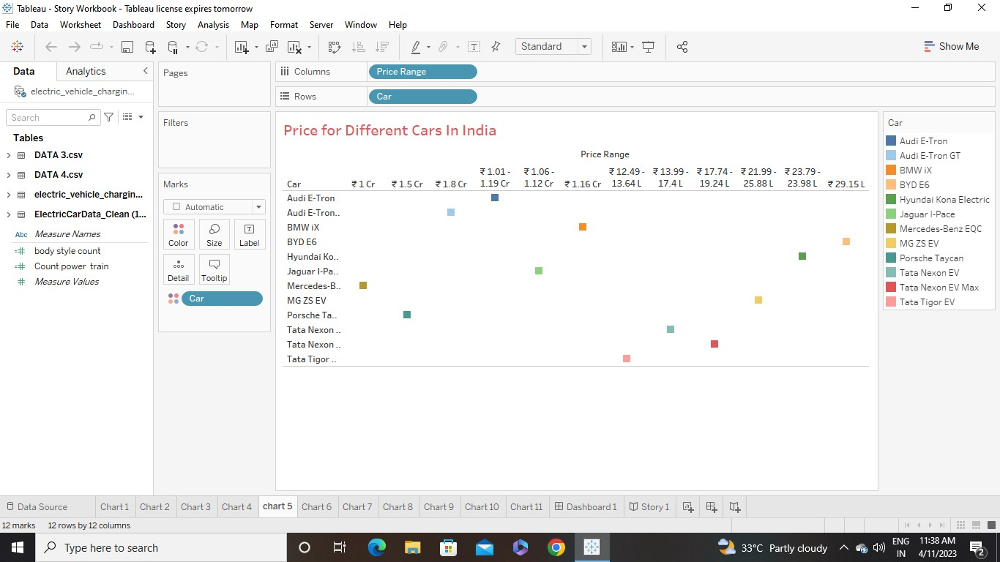 Tableau - Story Workbook - Tableau license expires tomorrow
File Data Worksheet Dashboard Story Analysis Map Format Server Window Help
Standard
Show Me
Data Analytics
electric_vehicle_chargin...
Search
Tables
DATA 3.csv
DATA 4.csv
electric_vehicle_chargin...
ElectricCarData_Clean (1...
Abc Measure Names
body style count
Count power train
Measure Values
Pages
Filters
Marks
Automatic
Color Size Label
Detail Tooltip
Car
Columns Price Range
Rows Car
Price for Different Cars In India
Price Range
Car ₹ 1 Cr ₹ 1.5 Cr ₹ 1.8 Cr ₹ 1.01 - 1.19 Cr ₹ 1.06 - 1.12 Cr ₹ 1.16 Cr ₹ 12.49 - 13.64 L ₹ 13.99 - 17.4 L ₹ 17.74 - 19.24 L ₹ 21.99 - 25.88 L ₹ 23.79 - 23.98 L ₹ 29.15 L
Audi E-Tron
Audi E-Tron..
BMW iX
BYD E6
Hyundai Ko..
Jaguar I-Pa..
Mercedes-B..
MG ZS EV
Porsche Ta..
Tata Nexon ..
Tata Nexon ..
Tata Tigor ..
Car
Audi E-Tron
Audi E-Tron GT
BMW iX
BYD E6
Hyundai Kona Electric
Jaguar I-Pace
Mercedes-Benz EQC
MG ZS EV
Porsche Taycan
Tata Nexon EV
Tata Nexon EV Max
Tata Tigor EV
Data Source Chart 1 Chart 2 Chart 3 Chart 4 chart 5 Chart 6 Chart 7 Chart 8 Chart 9 Chart 10 Chart 11 Dashboard 1 Story 1
12 marks 12 rows by 12 columns
Type here to search
33°C Partly cloudy
ENG
IN
11:38 AM
4/11/2023
2